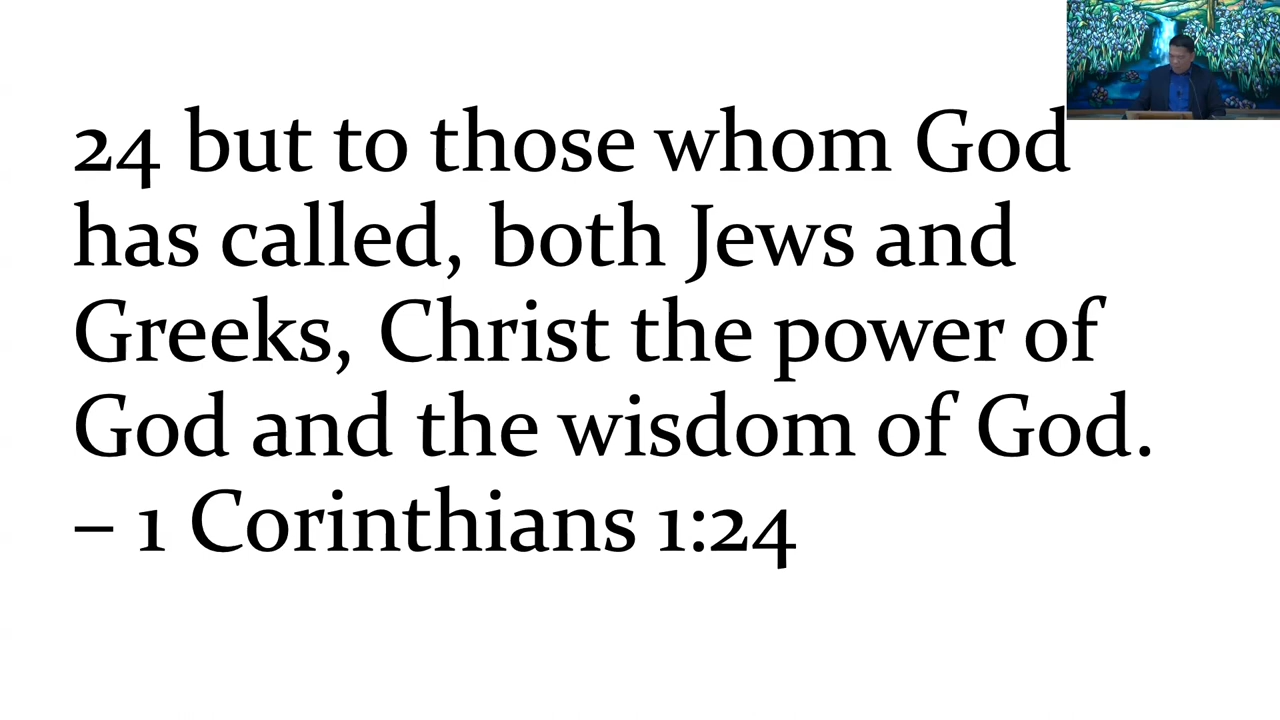 24 but to those whom God
has called, both Jews and
Greeks, Christ the power of
God and the wisdom of God.
– 1 Corinthians 1:24